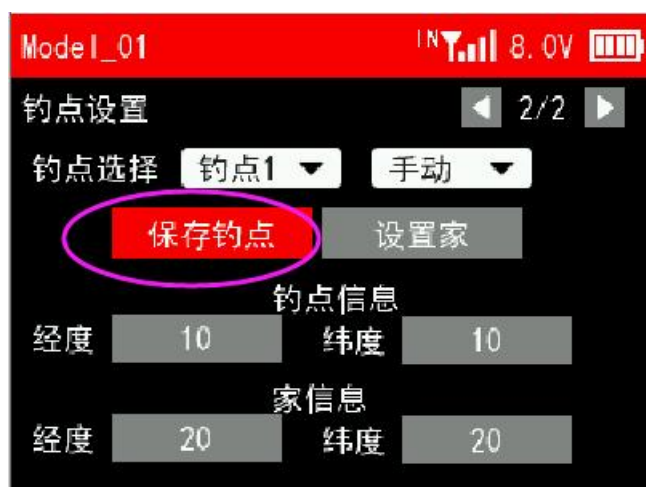 Model_01 IN 8.0V
钓点设置 2/2
钓点选择 钓点1 手动
保存钓点 设置家
钓点信息
经度 10 纬度 10
家信息
经度 20 纬度 20